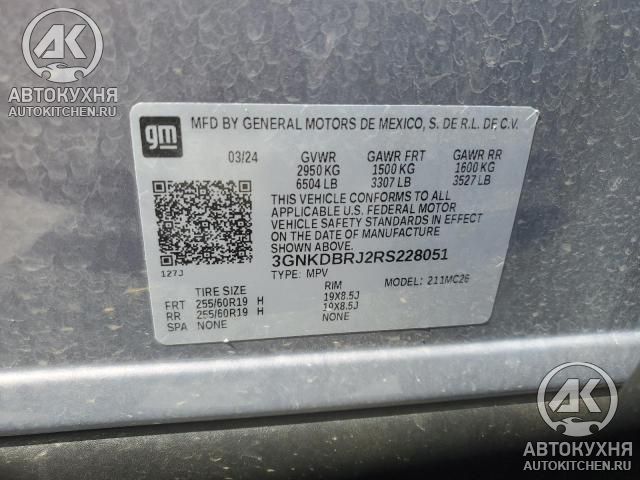 АК
АВТОКУХНЯ
AUTOKITCHEN.RU
gm MFD BY GENERAL MOTORS DE MEXICO, S. DE R.L. DE C.V.
03/24 GVWR GAWR FRT GAWR RR
2950 KG 1500 KG 1600 KG
6504 LB 3307 LB 3527 LB
THIS VEHICLE CONFORMS TO ALL
APPLICABLE U.S. FEDERAL MOTOR
VEHICLE SAFETY STANDARDS IN EFFECT
ON THE DATE OF MANUFACTURE
SHOWN ABOVE.
3GNKDBRJ2RS228051
127J TYPE: MPV MODEL: 211MC26
TIRE SIZE RIM
FRT 255/60R19 H 19X8.5J
RR 255/60R19 H 19X8.5J
SPA NONE NONE
АК
АВТОКУХНЯ
AUTOKITCHEN.RU